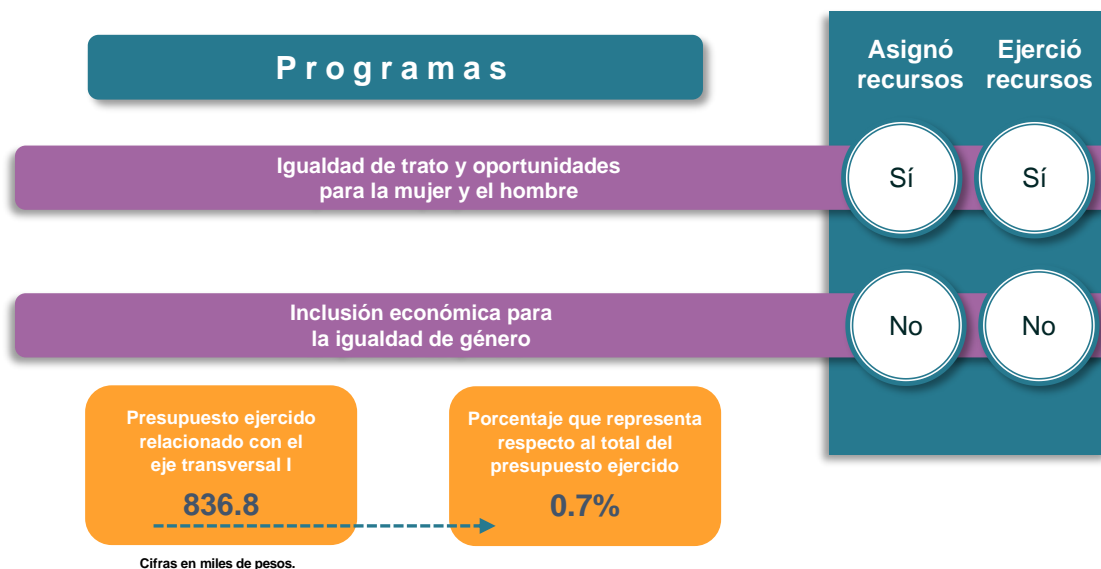 Programas
Asignó
recursos
Ejerció
recursos
Igualdad de trato y oportunidades
para la mujer y el hombre
Sí
Sí
Inclusión económica para
la igualdad de género
No
No
Presupuesto ejercido
relacionado con el
eje transversal I
836.8
Porcentaje que representa
respecto al total del
presupuesto ejercido
0.7%
Cifras en miles de pesos.